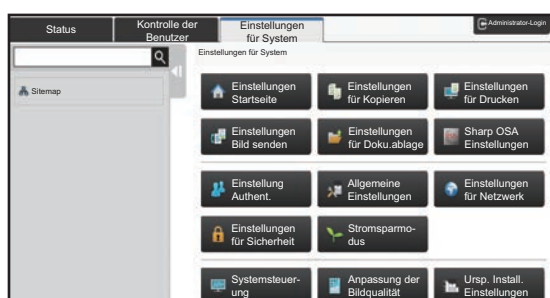 Status
Kontrolle der
Benutzer
Einstellungen
für System
Administrator-Login
Einstellungen für System
Sitemap
Einstellungen
Startseite
Einstellungen
für Kopieren
Einstellungen
für Drucken
Einstellungen
Bild senden
Einstellungen
für Doku.ablage
Sharp OSA
Einstellungen
Einstellung
Authent.
Allgemeine
Einstellungen
Einstellungen
für Netzwerk
Einstellungen
für Sicherheit
Stromsparmo-
dus
Systemsteuer-
ung
Anpassung der
Bildqualität
Ursp. Install.
Einstellungen